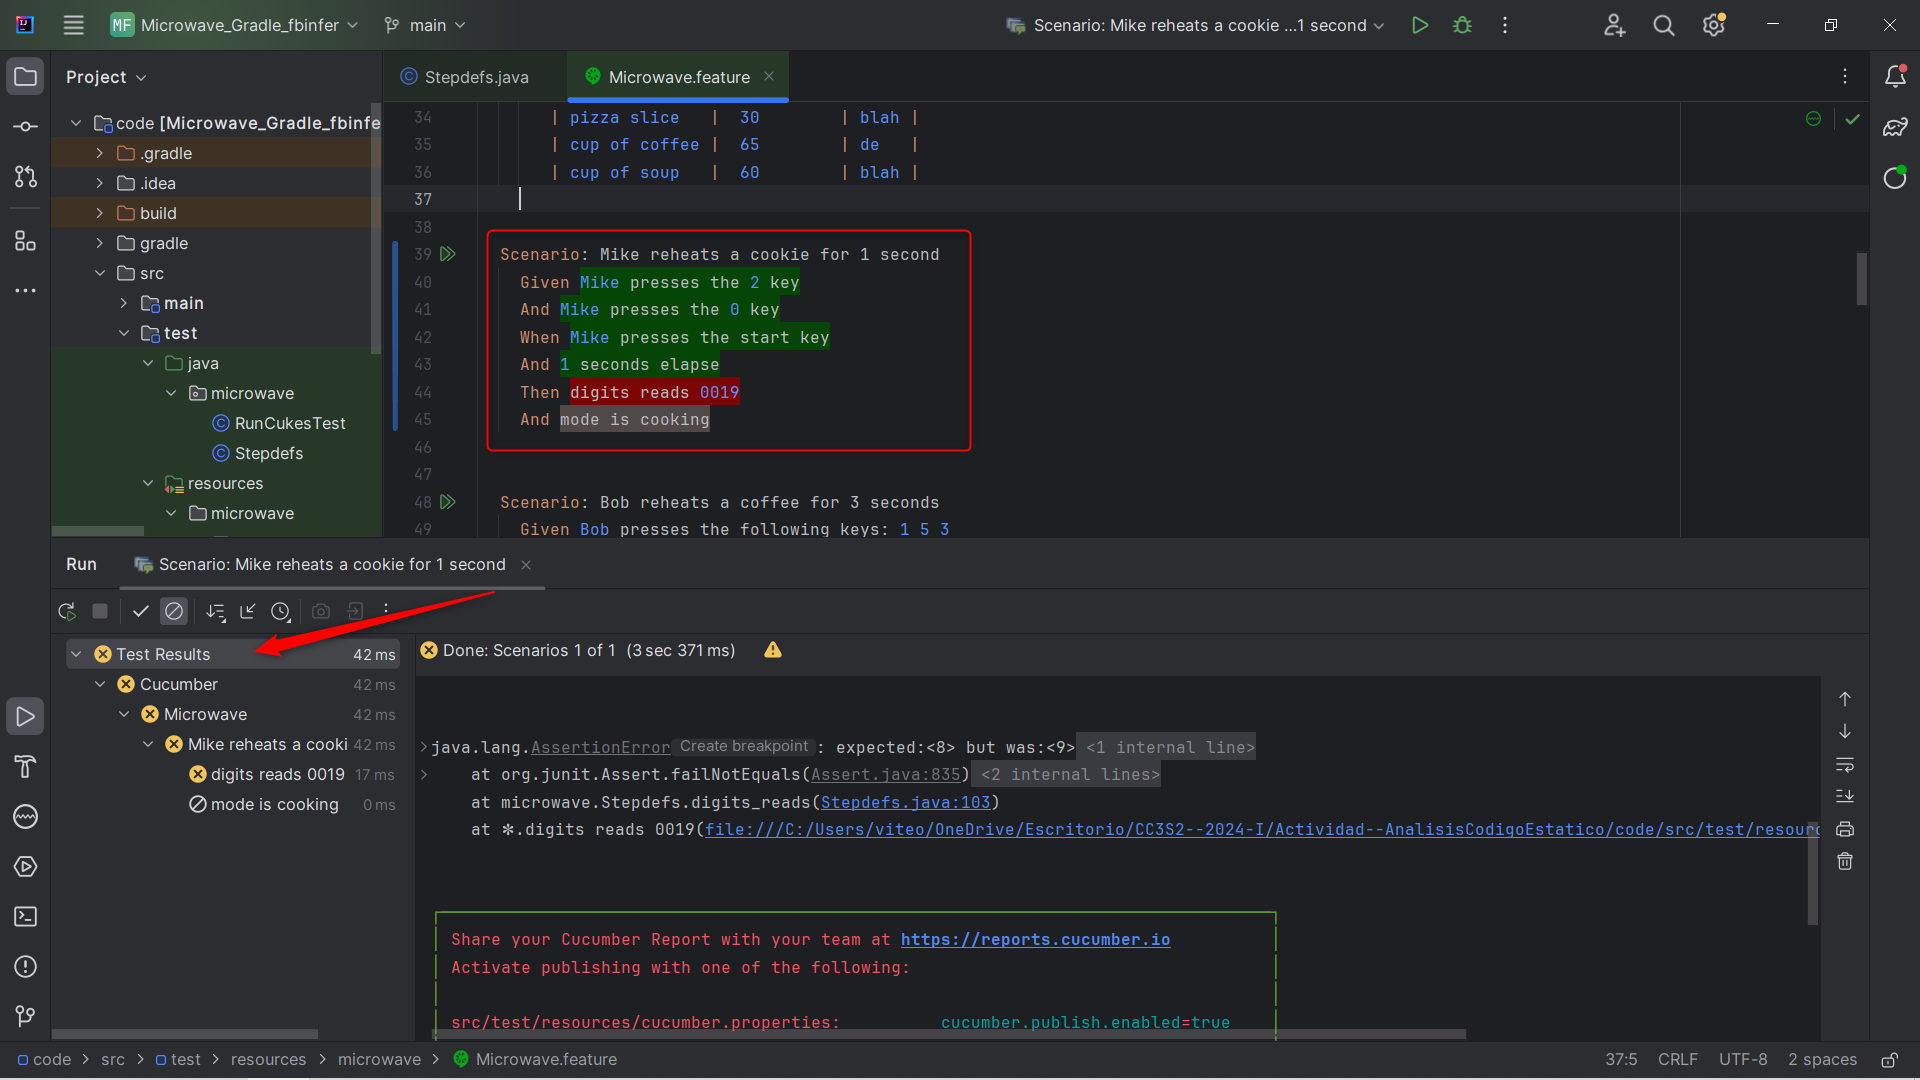 MF Microwave_Gradle_fbinfer main Scenario: Mike reheats a cookie ...1 second
Project
Stepdefs.java
Microwave.feature
code [Microwave_Gradle_fbinfe
.gradle
.idea
build
gradle
src
main
test
java
microwave
RunCukesTest
Stepdefs
resources
microwave
34 | pizza slice | 30 | blah |
35 | cup of coffee | 65 | de |
36 | cup of soup | 60 | blah |
37
38
39 Scenario: Mike reheats a cookie for 1 second
40 Given Mike presses the 2 key
41 And Mike presses the 0 key
42 When Mike presses the start key
43 And 1 seconds elapse
44 Then digits reads 0019
45 And mode is cooking
46
47
48 Scenario: Bob reheats a coffee for 3 seconds
49 Given Bob presses the following keys: 1 5 3
Run Scenario: Mike reheats a cookie for 1 second
Test Results 42 ms
Cucumber 42 ms
Microwave 42 ms
Mike reheats a cooki 42 ms
digits reads 0019 17 ms
mode is cooking 0 ms
Done: Scenarios 1 of 1 (3 sec 371 ms)
java.lang.AssertionError Create breakpoint : expected:<8> but was:<9> <1 internal line>
at org.junit.Assert.failNotEquals(Assert.java:835) <2 internal lines>
at microwave.Stepdefs.digits_reads(Stepdefs.java:103)
at ✽.digits reads 0019(file:///C:/Users/viteo/OneDrive/Escritorio/CC3S2--2024-I/Actividad--AnalisisCodigoEstatico/code/src/test/resourc
Share your Cucumber Report with your team at https://reports.cucumber.io
Activate publishing with one of the following:
src/test/resources/cucumber.properties: cucumber.publish.enabled=true
code > src > test > resources > microwave > Microwave.feature
37:5 CRLF UTF-8 2 spaces